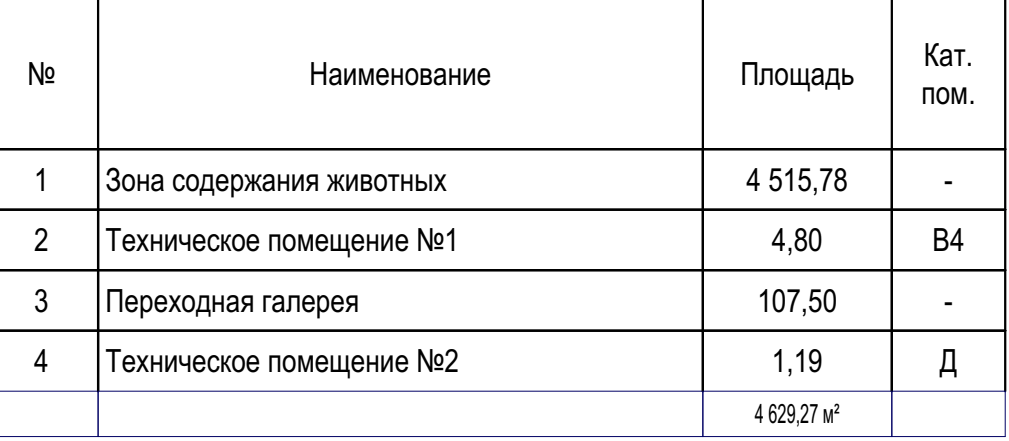 № Наименование Площадь Кат. пом.
1 Зона содержания животных 4 515,78 -
2 Техническое помещение №1 4,80 В4
3 Переходная галерея 107,50 -
4 Техническое помещение №2 1,19 Д
4 629,27 м²